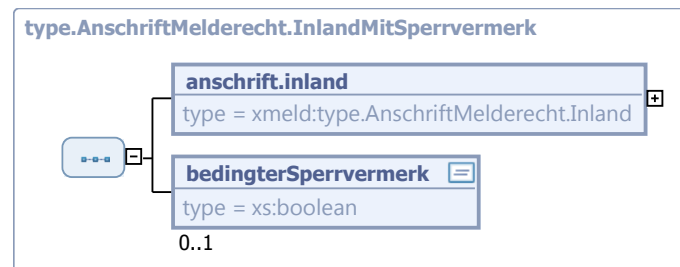 type.AnschriftMelderecht.InlandMitSperrvermerk
anschrift.inland
type = xmeld:type.AnschriftMelderecht.Inland
bedingterSperrvermerk
type = xs:boolean
0..1